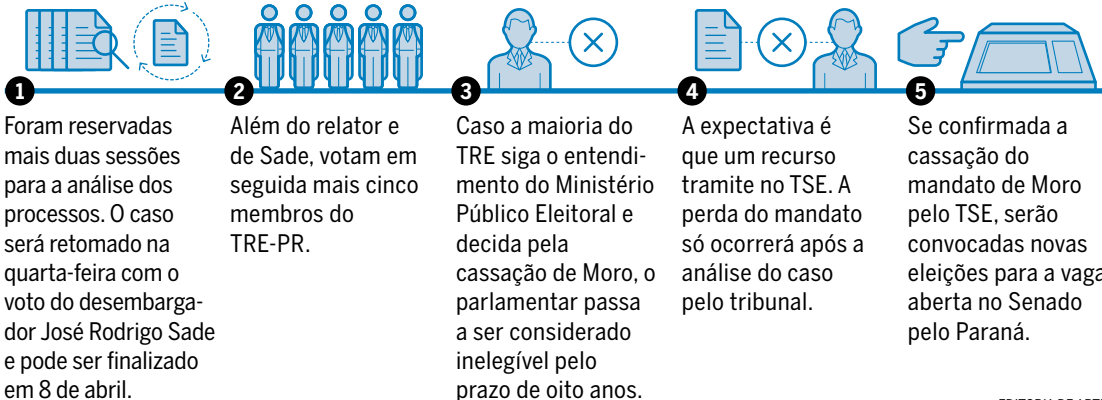 1
Foram reservadas
mais duas sessões
para a análise dos
processos. O caso
será retomado na
quarta-feira com o
voto do desembarga-
dor José Rodrigo Sade
e pode ser finalizado
em 8 de abril.
2
Além do relator e
de Sade, votam em
seguida mais cinco
membros do
TRE-PR.
3
Caso a maioria do
TRE siga o entendi-
mento do Ministério
Público Eleitoral e
decida pela
cassação de Moro, o
parlamentar passa
a ser considerado
inelegível pelo
prazo de oito anos.
4
A expectativa é
que um recurso
tramite no TSE. A
perda do mandato
só ocorrerá após a
análise do caso
pelo tribunal.
5
Se confirmada a
cassação do
mandato de Moro
pelo TSE, serão
convocadas novas
eleições para a vaga
aberta no Senado
pelo Paraná.